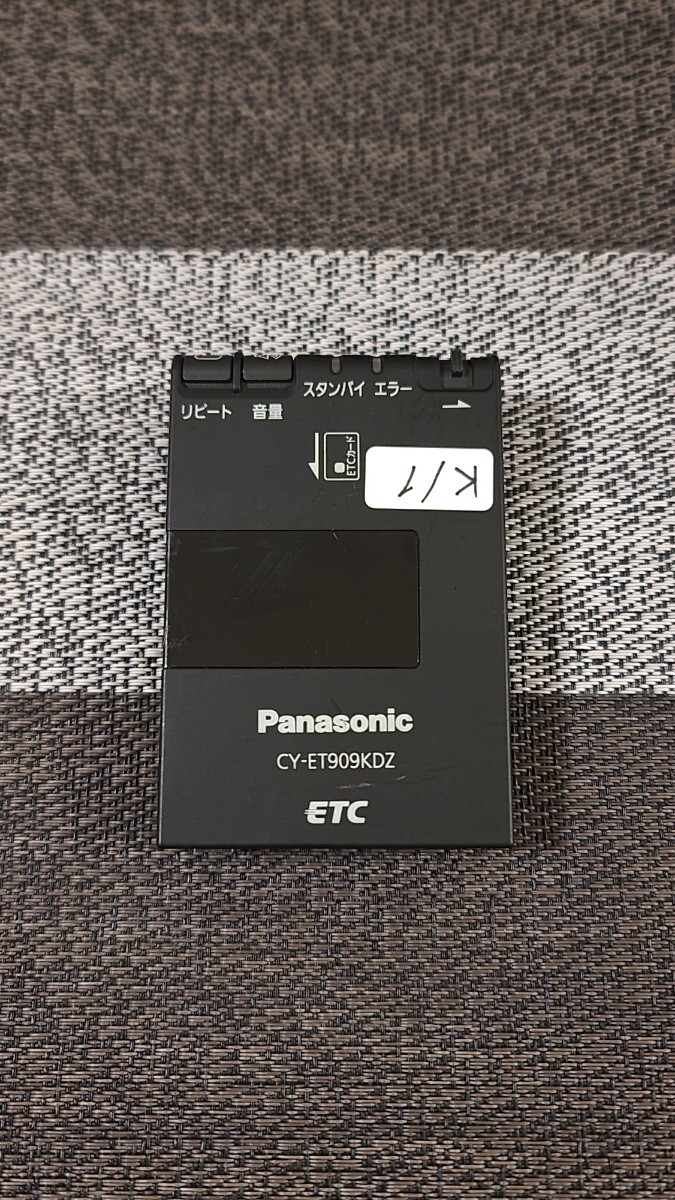 スタンバイ エラー
リピート 音量
ETCカード
K/1
Panasonic
CY-ET909KDZ
ETC